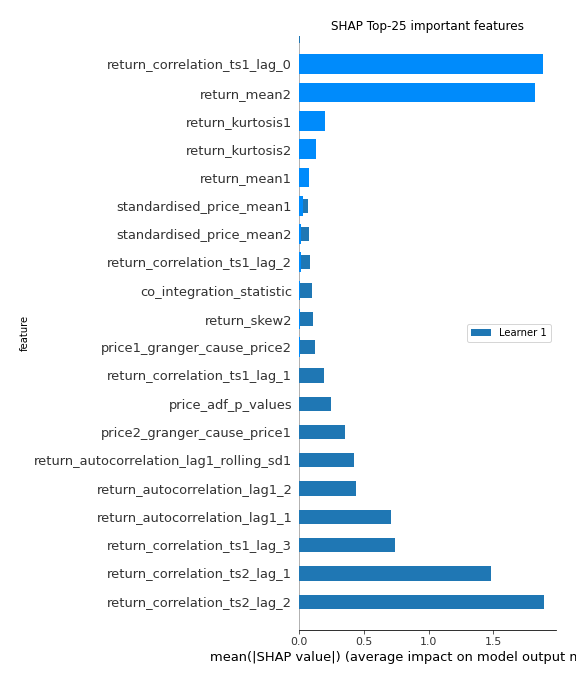 SHAP Top-25 important features
return_correlation_ts1_lag_0
return_mean2
return_kurtosis1
return_kurtosis2
return_mean1
standardised_price_mean1
standardised_price_mean2
return_correlation_ts1_lag_2
co_integration_statistic
return_skew2
price1_granger_cause_price2
return_correlation_ts1_lag_1
price_adf_p_values
price2_granger_cause_price1
return_autocorrelation_lag1_rolling_sd1
return_autocorrelation_lag1_2
return_autocorrelation_lag1_1
return_correlation_ts1_lag_3
return_correlation_ts2_lag_1
return_correlation_ts2_lag_2
feature
Learner 1
0.0 0.5 1.0 1.5
mean(|SHAP value|) (average impact on model output